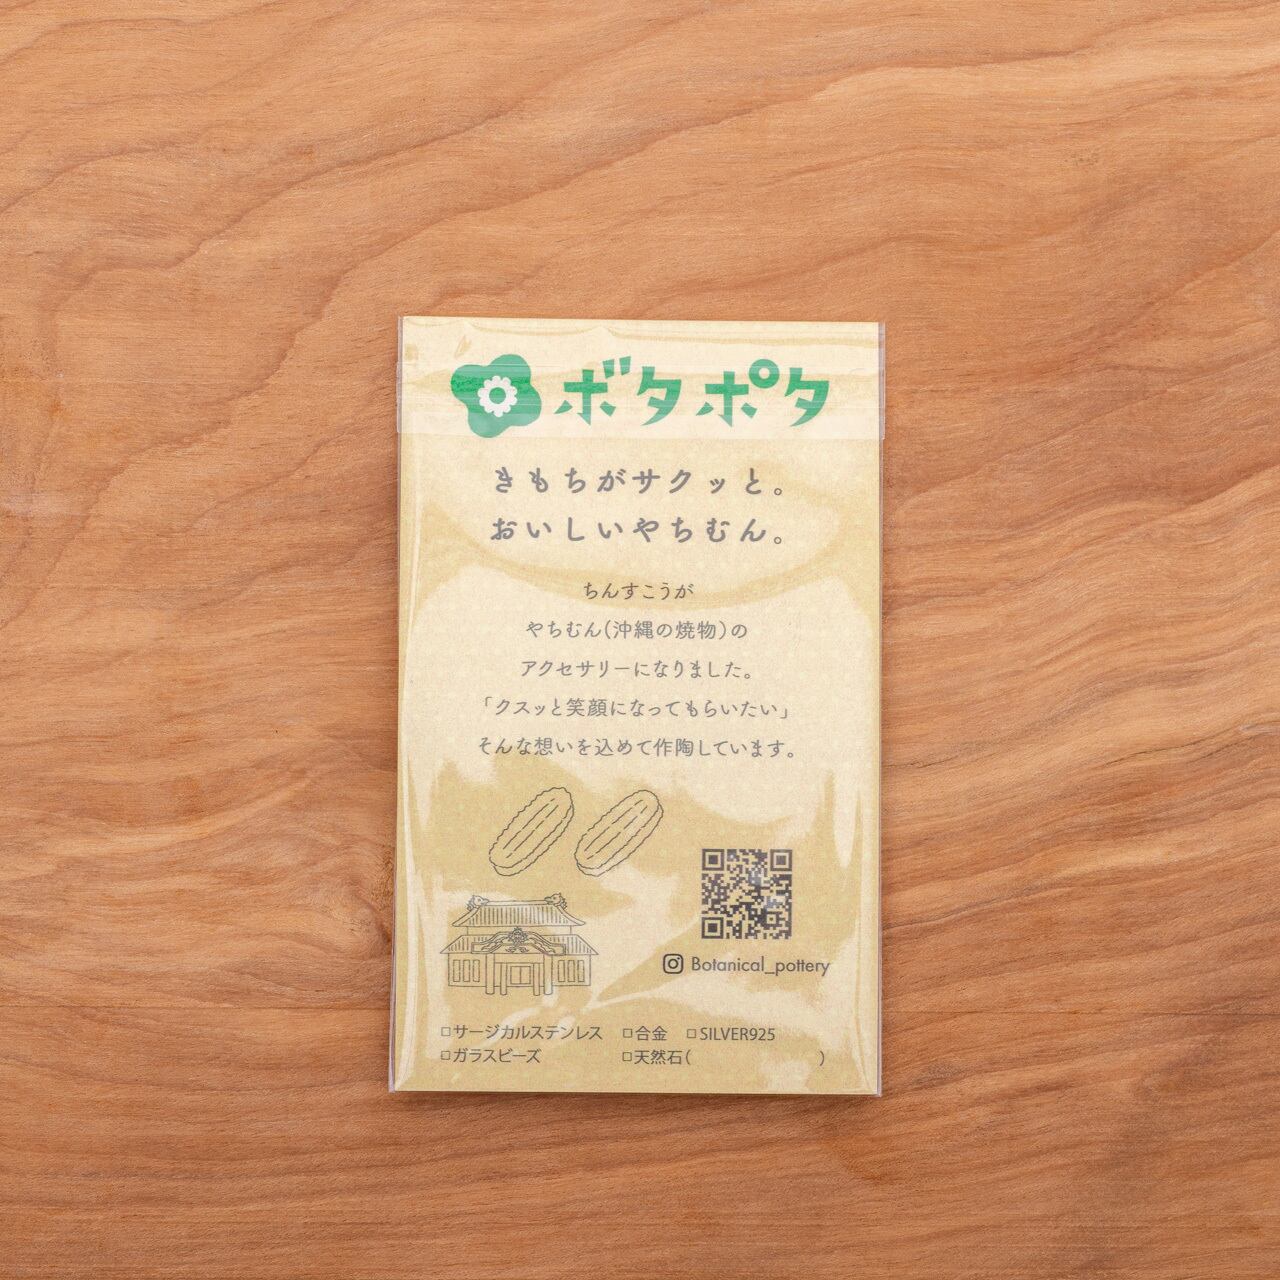 ボタポタ
きもちがサクッと。
おいしいやちむん。
ちんすこうが
やちむん(沖縄の焼物)の
アクセサリーになりました。
「クスッと笑顔になってもらいたい」
そんな想いを込めて作陶しています。
Botanical_pottery
□サージカルステンレス □合金 □SILVER925
□ガラスビーズ □天然石( )